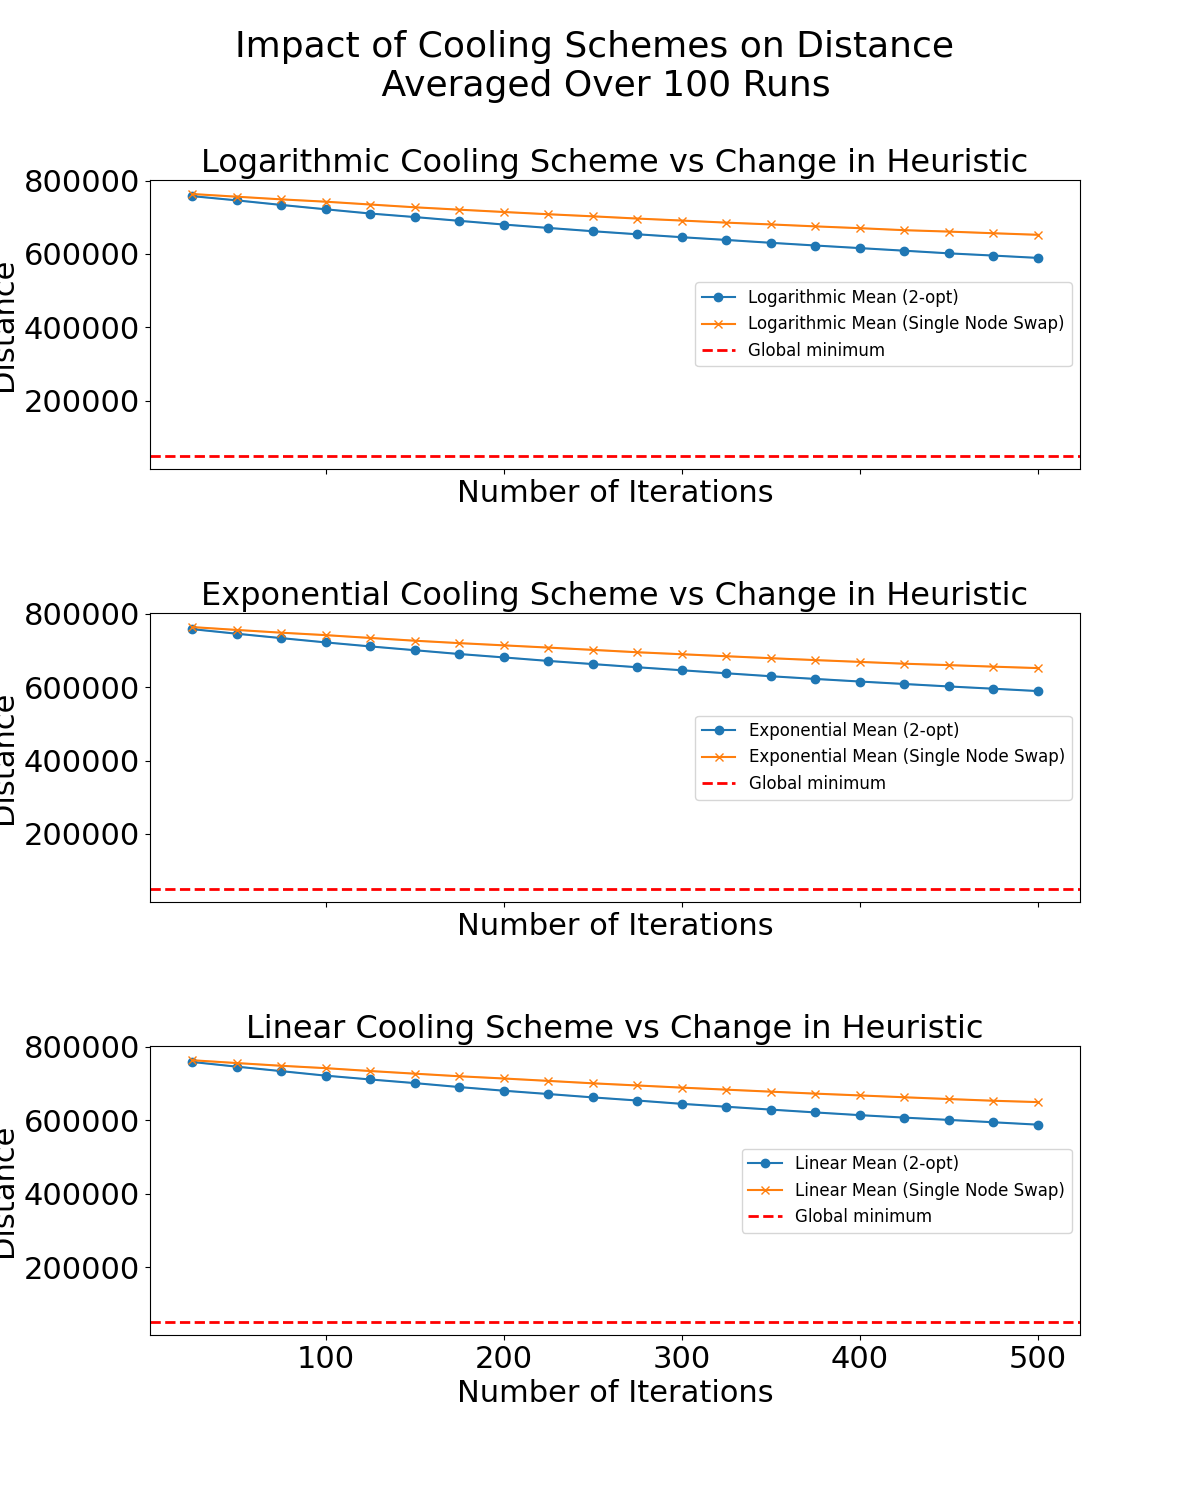 Impact of Cooling Schemes on Distance
Averaged Over 100 Runs
Logarithmic Cooling Scheme vs Change in Heuristic
800000
600000
400000
200000
Distance
Logarithmic Mean (2-opt)
Logarithmic Mean (Single Node Swap)
Global minimum
Number of Iterations
Exponential Cooling Scheme vs Change in Heuristic
800000
600000
400000
200000
Distance
Exponential Mean (2-opt)
Exponential Mean (Single Node Swap)
Global minimum
Number of Iterations
Linear Cooling Scheme vs Change in Heuristic
800000
600000
400000
200000
Distance
Linear Mean (2-opt)
Linear Mean (Single Node Swap)
Global minimum
100 200 300 400 500
Number of Iterations